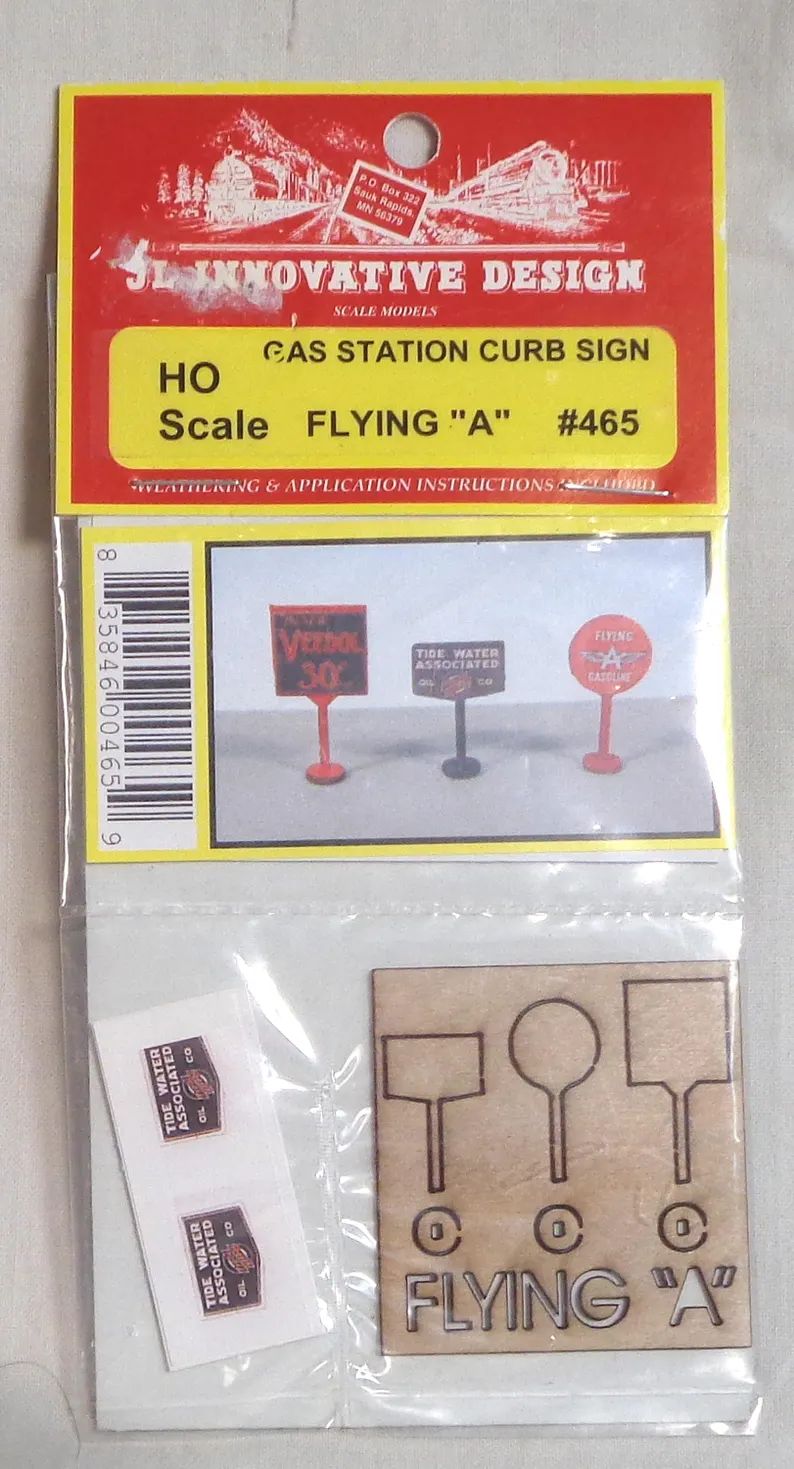 P.O. Box 322
Sauk Rapids,
MN 56379
JL INNOVATIVE DESIGN
SCALE MODELS
GAS STATION CURB SIGN
HO
Scale
FLYING "A"
#465
WEATHERING & APPLICATION INSTRUCTIONS INCLUDED
8 35846 00465 9
VEEDOL
30¢
TIDE WATER
ASSOCIATED
OIL CO
FLYING
A
GASOLINE
TIDE WATER
ASSOCIATED
OIL CO
TIDE WATER
ASSOCIATED
OIL CO
FLYING "A"